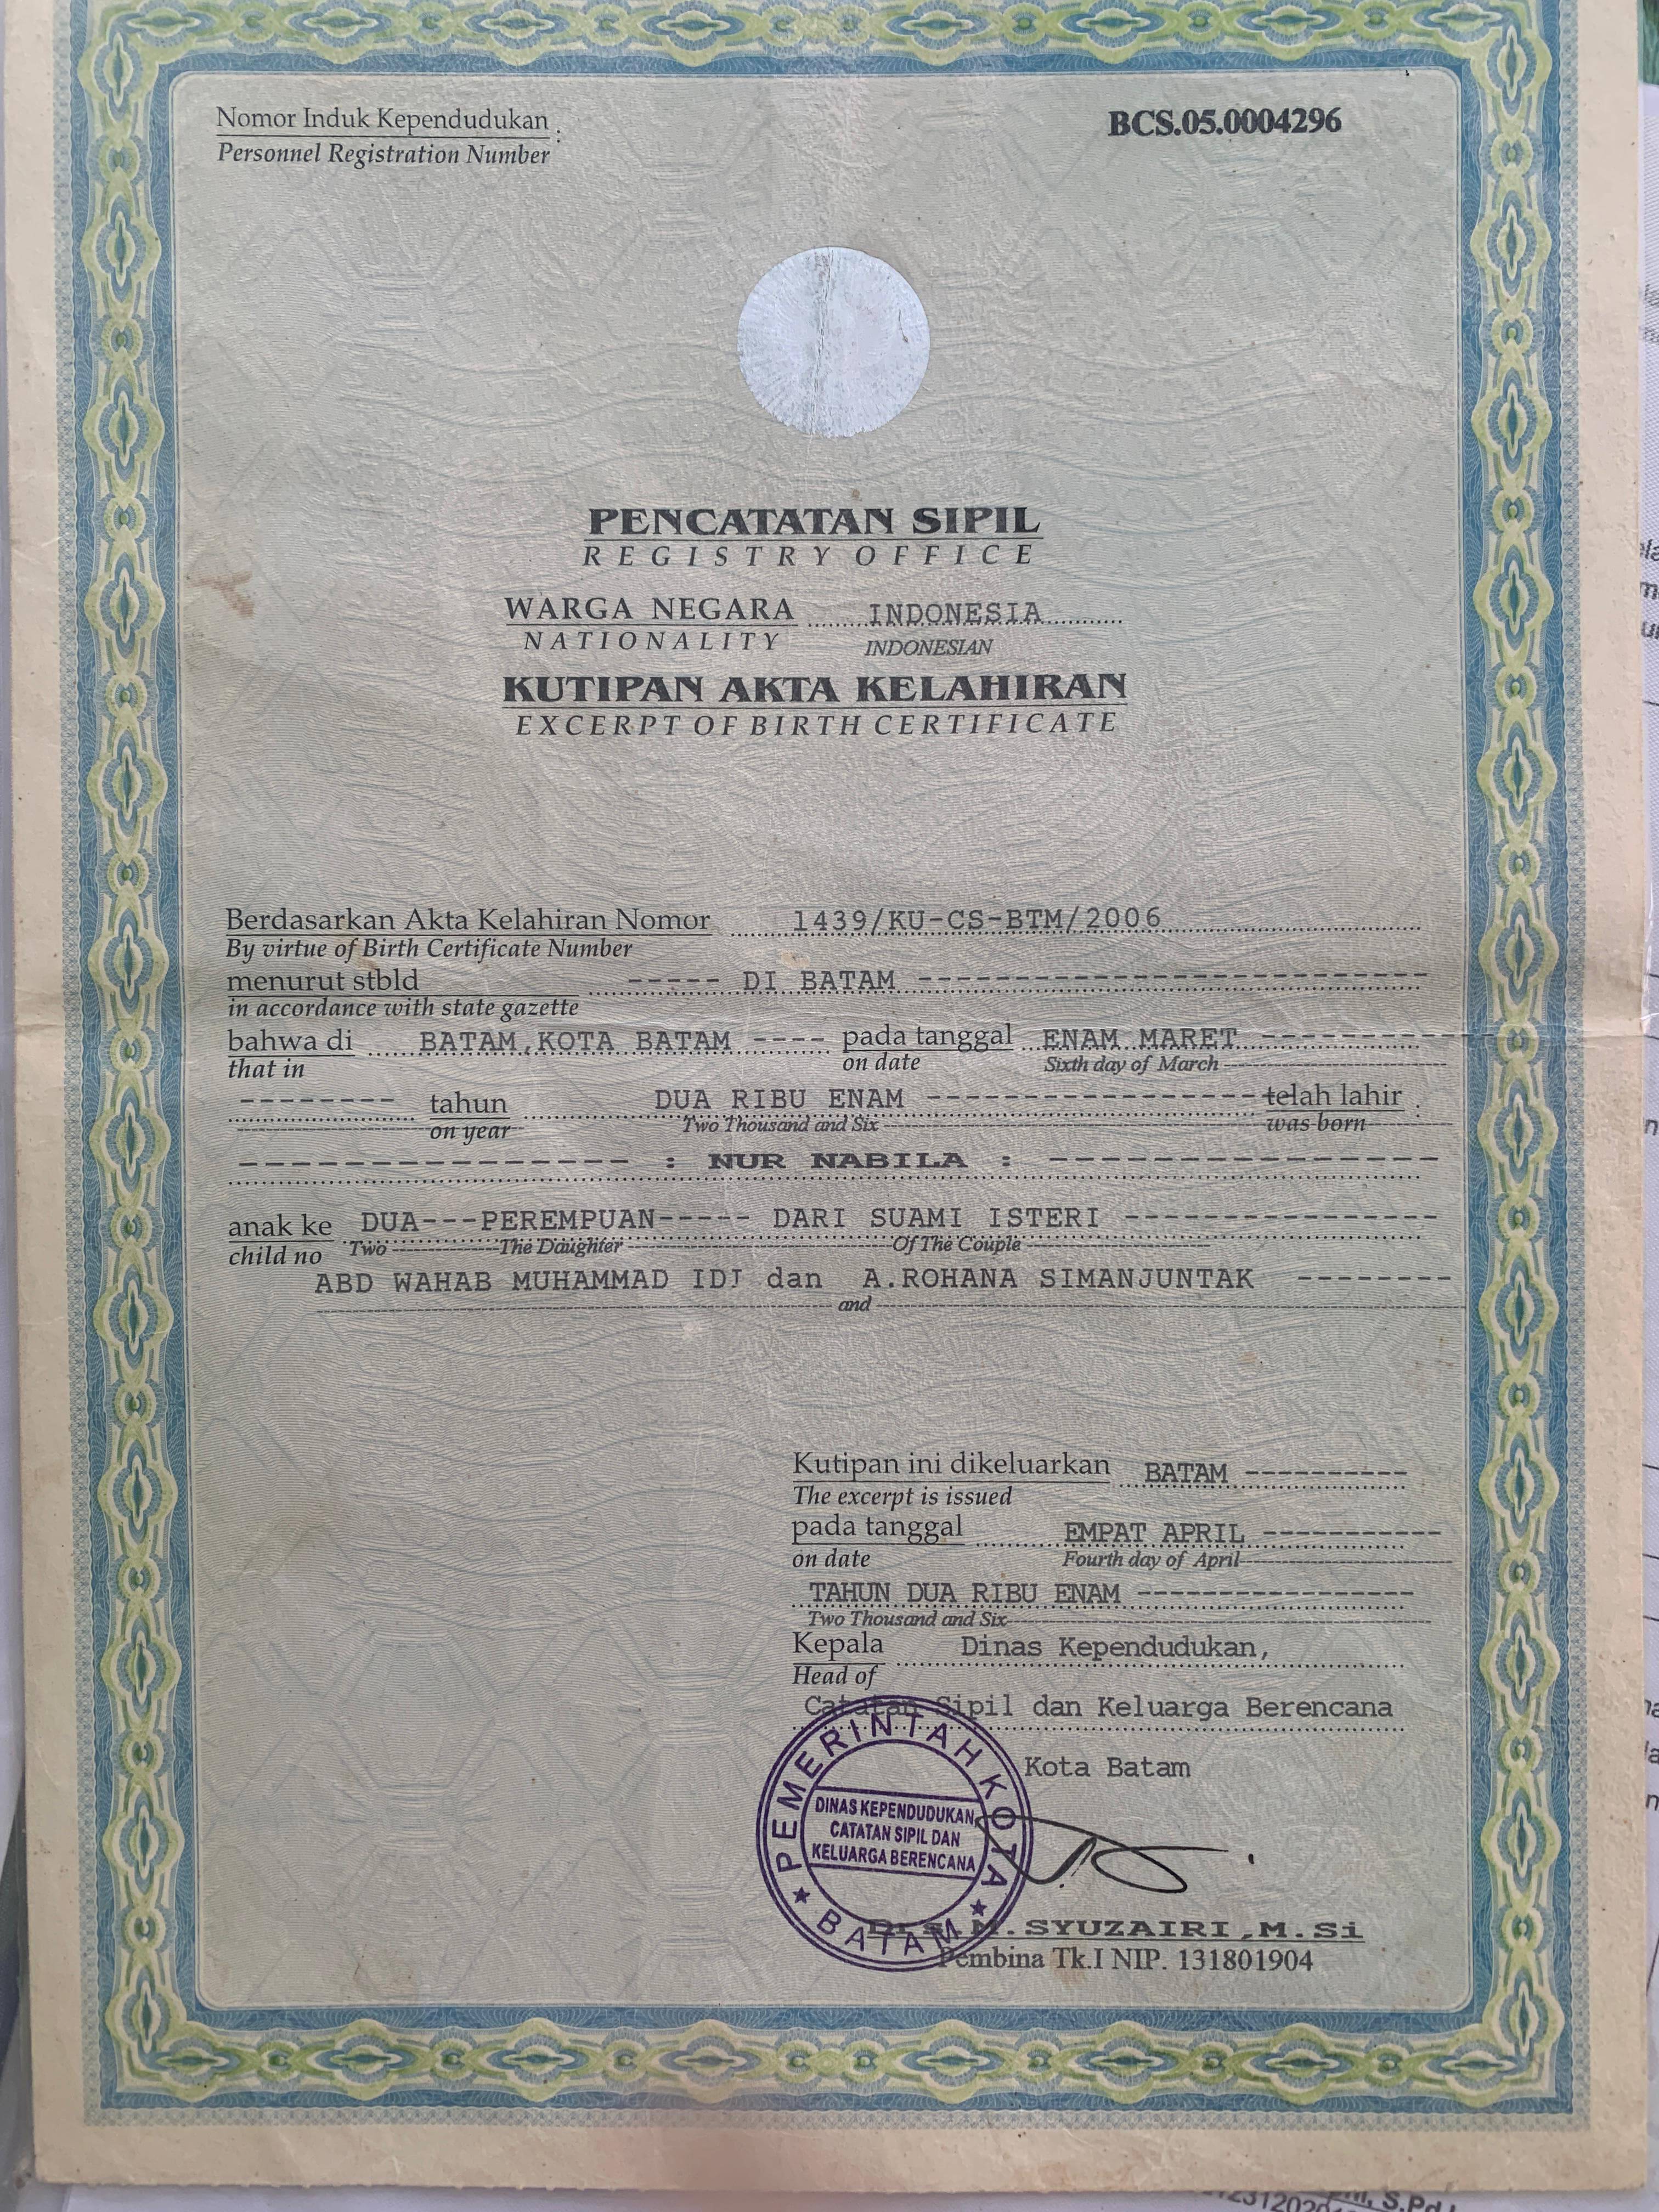 Nomor Induk Kependudukan :
Personnel Registration Number
BCS.05.0004296
PENCATATAN SIPIL
REGISTRY OFFICE
WARGA NEGARA INDONESIA
NATIONALITY INDONESIAN
KUTIPAN AKTA KELAHIRAN
EXCERPT OF BIRTH CERTIFICATE
Berdasarkan Akta Kelahiran Nomor 1439/KU-CS-BTM/2006
By virtue of Birth Certificate Number
menurut stbld ----- DI BATAM -----
in accordance with state gazette
bahwa di BATAM,KOTA BATAM ---- pada tanggal ENAM MARET -----
that in on date Sixth day of March
-------- tahun DUA RIBU ENAM ----- telah lahir :
on year Two Thousand and Six was born
----- : NUR NABILA : -----
anak ke DUA---PEREMPUAN----- DARI SUAMI ISTERI -----
child no Two The Daughter Of The Couple
ABD WAHAB MUHAMMAD IDI dan A.ROHANA SIMANJUNTAK -------
and
Kutipan ini dikeluarkan BATAM ----------
The excerpt is issued
pada tanggal EMPAT APRIL -----------
on date Fourth day of April
TAHUN DUA RIBU ENAM -----
Two Thousand and Six
Kepala Dinas Kependudukan,
Head of
Catatan Sipil dan Keluarga Berencana
Kota Batam
PEMERINTAH KOTA
DINAS KEPENDUDUKAN
CATATAN SIPIL DAN
KELUARGA BERENCANA
BATAM
Drs. M.SYUZAIRI,M.Si
Pembina Tk.I NIP. 131801904
S.Pd